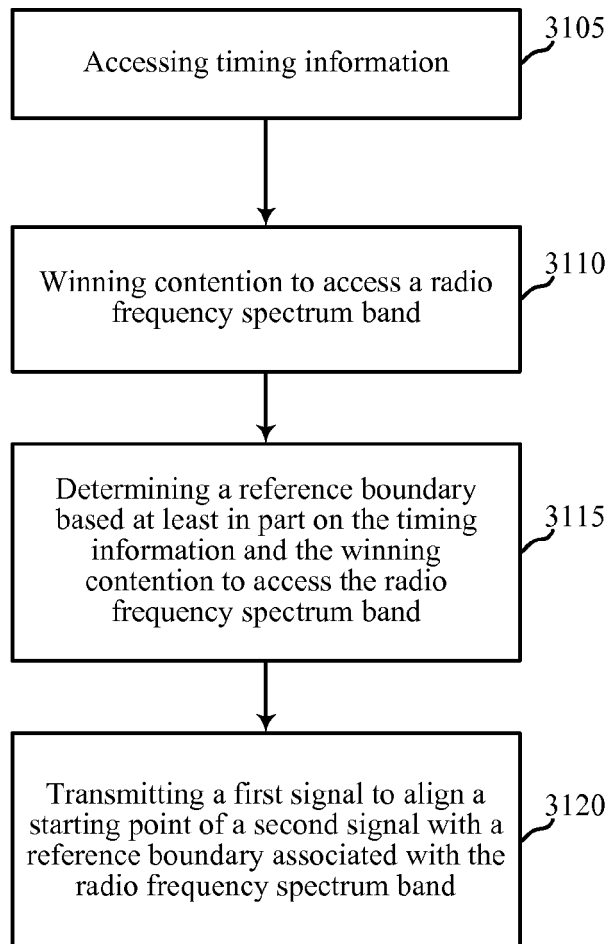 3105
Accessing timing information
3110
Winning contention to access a radio
frequency spectrum band
3115
Determining a reference boundary
based at least in part on the timing
information and the winning
contention to access the radio
frequency spectrum band
3120
Transmitting a first signal to align a
starting point of a second signal with a
reference boundary associated with the
radio frequency spectrum band